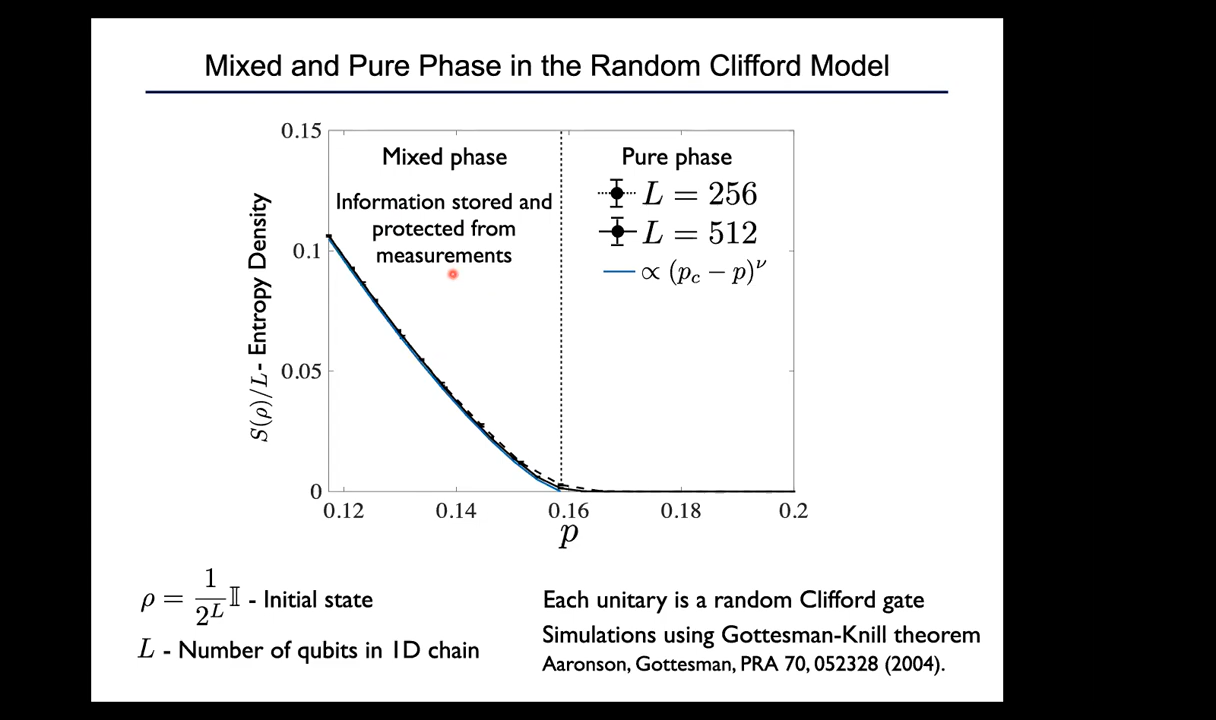 Mixed and Pure Phase in the Random Clifford Model
0.15
Mixed phase
Pure phase
Information stored and
protected from
measurements
L = 256
L = 512
∝ (p_c − p)^ν
S(ρ)/L - Entropy Density
0.1
0.05
0
0.12 0.14 0.16 0.18 0.2
p
ρ = 1/2^L 𝕀 - Initial state
L - Number of qubits in 1D chain
Each unitary is a random Clifford gate
Simulations using Gottesman-Knill theorem
Aaronson, Gottesman, PRA 70, 052328 (2004).